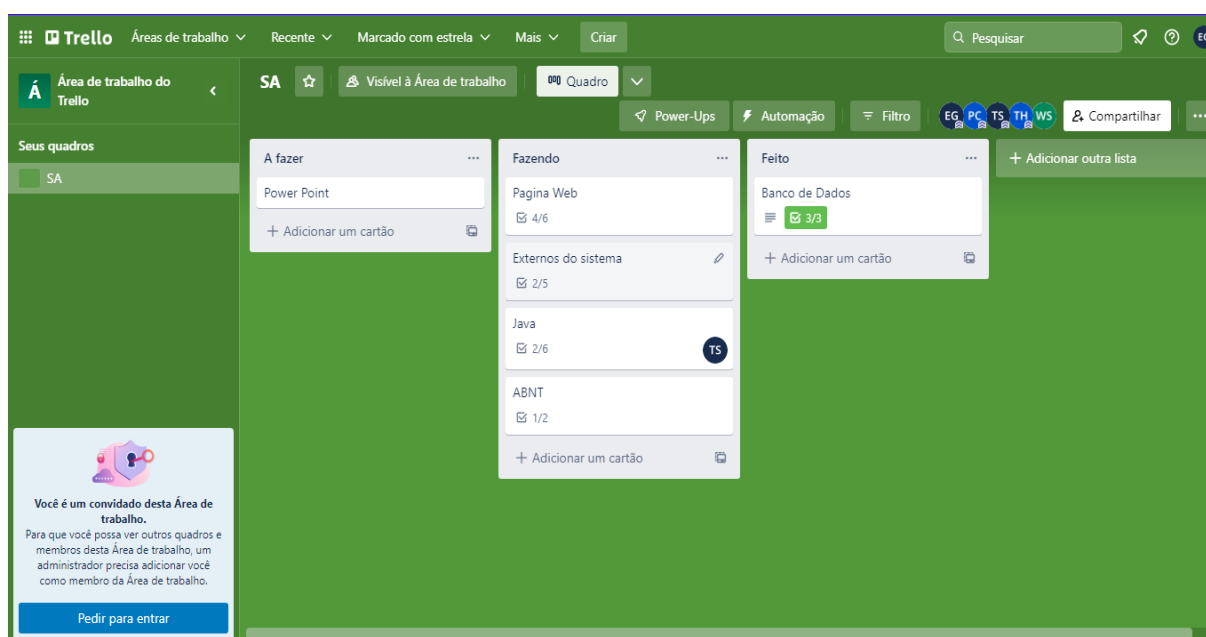 Trello
Áreas de trabalho
Recente
Marcado com estrela
Mais
Criar
Pesquisar
Á
Área de trabalho do
Trello
SA
Visível à Área de trabalho
Quadro
Power-Ups
Automação
Filtro
EG
PC
TS
TH
WS
Compartilhar
Seus quadros
SA
A fazer
Power Point
+ Adicionar um cartão
Fazendo
Pagina Web
4/6
Externos do sistema
2/5
Java
2/6
TS
ABNT
1/2
+ Adicionar um cartão
Feito
Banco de Dados
3/3
+ Adicionar um cartão
+ Adicionar outra lista
Você é um convidado desta Área de
trabalho.
Para que você possa ver outros quadros e
membros desta Área de trabalho, um
administrador precisa adicionar você
como membro da Área de trabalho.
Pedir para entrar